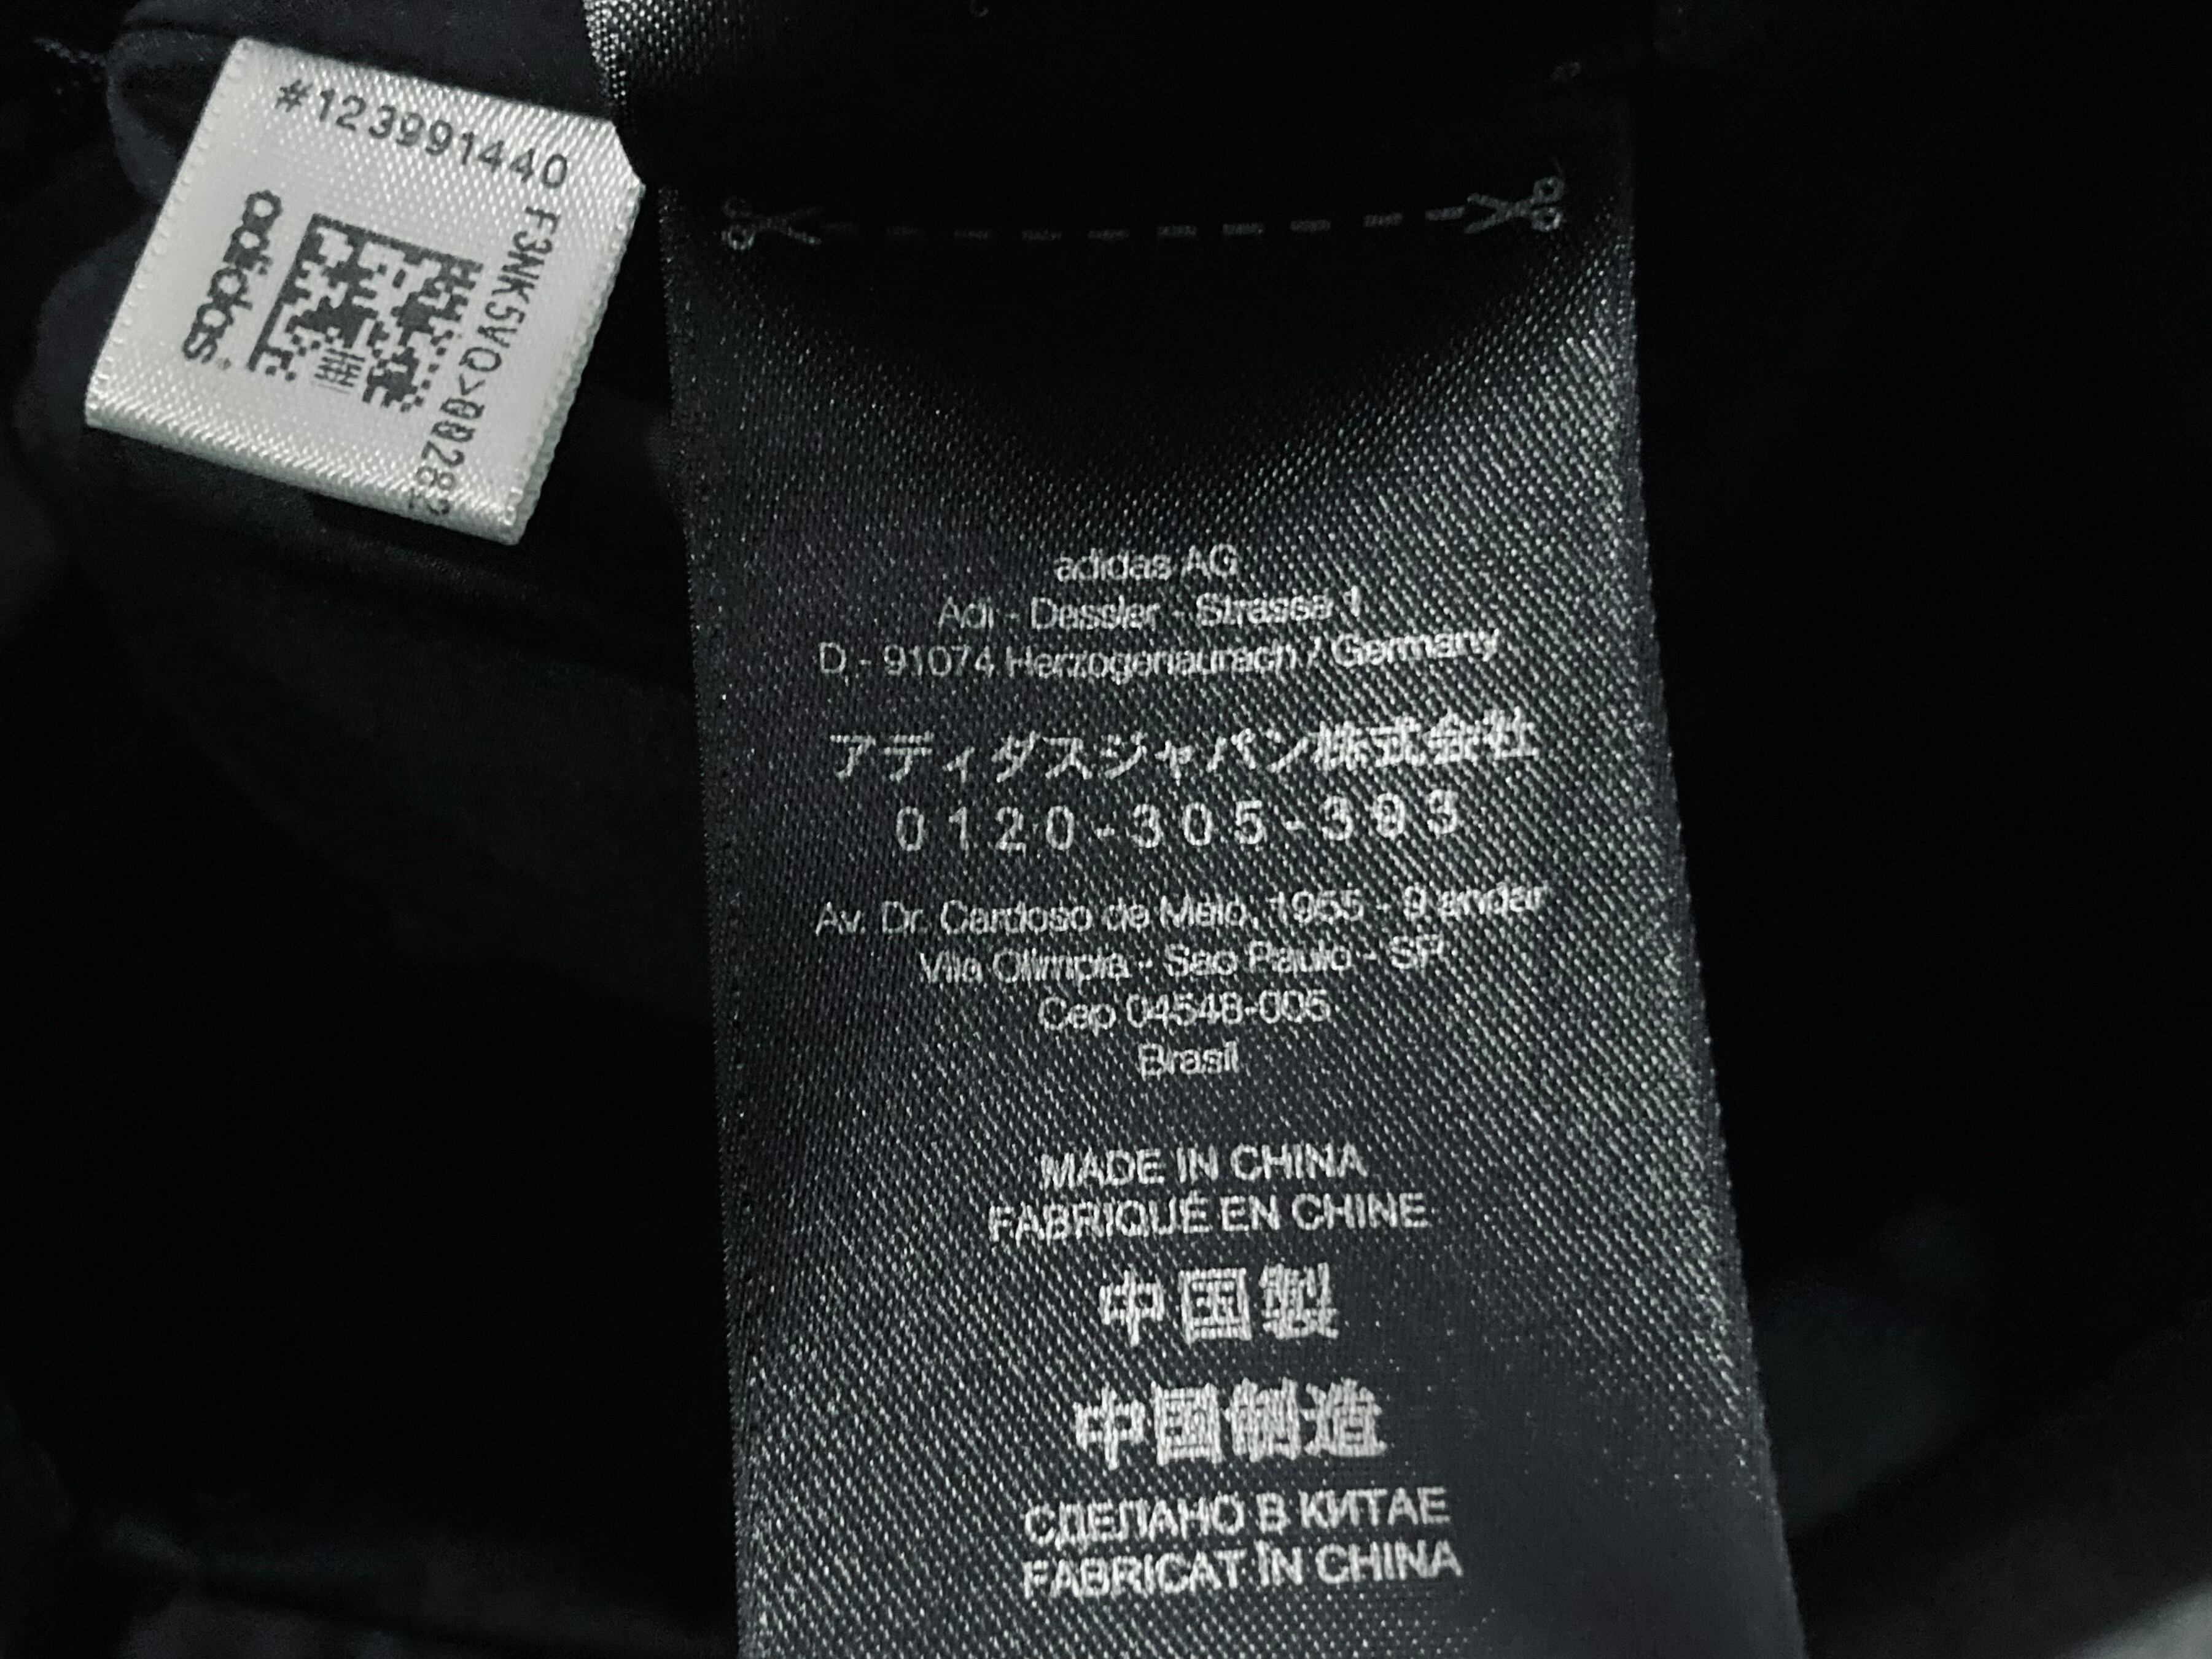 #123991440
F3NK5VQ>00282
adidas
adidas AG
Adi - Dassler - Strasse 1
D - 91074 Herzogenaurach / Germany
アディダスジャパン株式会社
0120-305-393
Av. Dr. Cardoso de Melo, 1955 - 9 andar
Vila Olimpia - Sao Paulo - SP
Cep 04548-005
Brasil
MADE IN CHINA
FABRIQUÉ EN CHINE
中国製
中国制造
СДЕЛАНО В КИТАЕ
FABRICAT ÎN CHINA